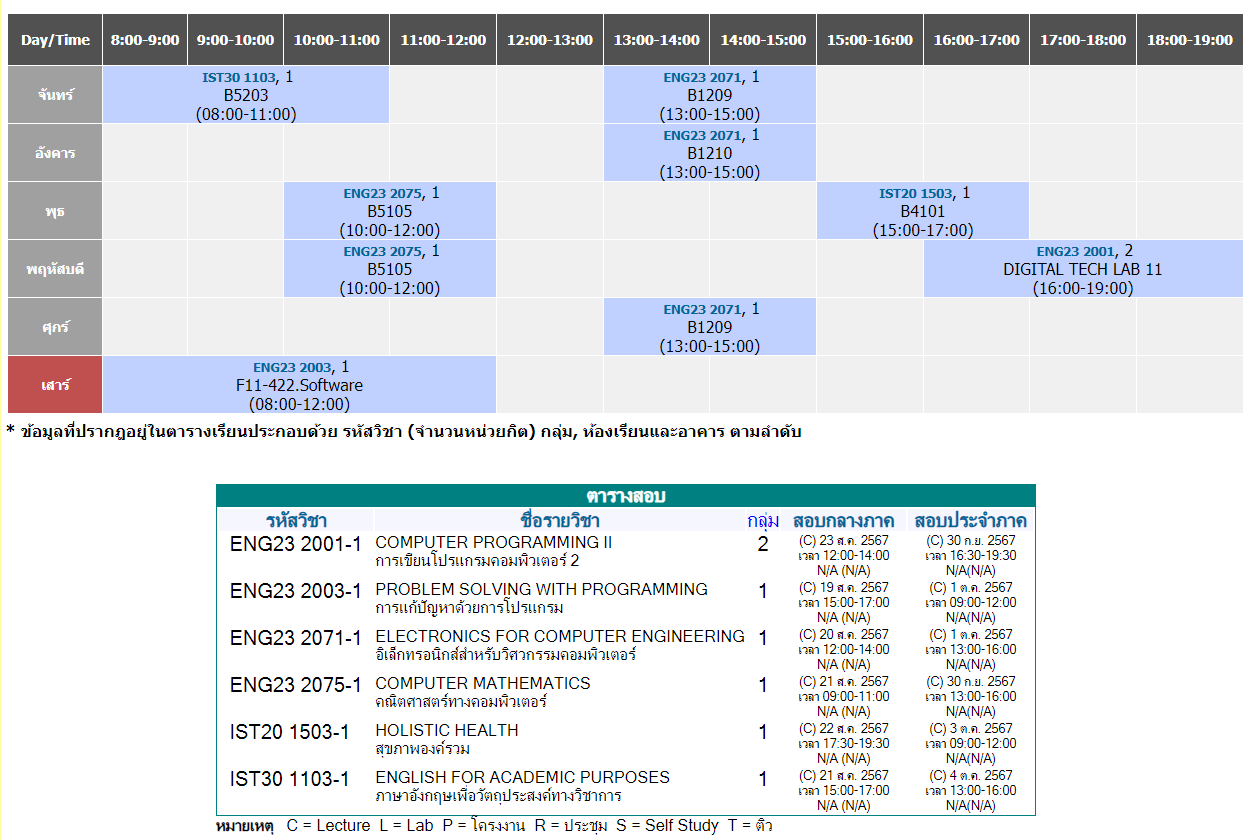 Day/Time 8:00-9:00 9:00-10:00 10:00-11:00 11:00-12:00 12:00-13:00 13:00-14:00 14:00-15:00 15:00-16:00 16:00-17:00 17:00-18:00 18:00-19:00
จันทร์
IST30 1103, 1
B5203
(08:00-11:00)
ENG23 2071, 1
B1209
(13:00-15:00)
อังคาร
ENG23 2071, 1
B1210
(13:00-15:00)
พุธ
ENG23 2075, 1
B5105
(10:00-12:00)
IST20 1503, 1
B4101
(15:00-17:00)
พฤหัสบดี
ENG23 2075, 1
B5105
(10:00-12:00)
ENG23 2001, 2
DIGITAL TECH LAB 11
(16:00-19:00)
ศุกร์
ENG23 2071, 1
B1209
(13:00-15:00)
เสาร์
ENG23 2003, 1
F11-422.Software
(08:00-12:00)
* ข้อมูลที่ปรากฏอยู่ในตารางเรียนประกอบด้วย รหัสวิชา (จำนวนหน่วยกิต) กลุ่ม, ห้องเรียนและอาคาร ตามลำดับ
ตารางสอบ
รหัสวิชา ชื่อรายวิชา กลุ่ม สอบกลางภาค สอบประจำภาค
ENG23 2001-1 COMPUTER PROGRAMMING II 2 (C) 23 ส.ค. 2567 (C) 30 ก.ย. 2567
การเขียนโปรแกรมคอมพิวเตอร์ 2 เวลา 12:00-14:00 เวลา 16:30-19:30
N/A (N/A) N/A(N/A)
ENG23 2003-1 PROBLEM SOLVING WITH PROGRAMMING 1 (C) 19 ส.ค. 2567 (C) 1 ต.ค. 2567
การแก้ปัญหาด้วยการโปรแกรม เวลา 15:00-17:00 เวลา 09:00-12:00
N/A (N/A) N/A(N/A)
ENG23 2071-1 ELECTRONICS FOR COMPUTER ENGINEERING 1 (C) 20 ส.ค. 2567 (C) 1 ต.ค. 2567
อิเล็กทรอนิกส์สำหรับวิศวกรรมคอมพิวเตอร์ เวลา 12:00-14:00 เวลา 13:00-16:00
N/A (N/A) N/A(N/A)
ENG23 2075-1 COMPUTER MATHEMATICS 1 (C) 21 ส.ค. 2567 (C) 30 ก.ย. 2567
คณิตศาสตร์ทางคอมพิวเตอร์ เวลา 09:00-11:00 เวลา 13:00-16:00
N/A (N/A) N/A(N/A)
IST20 1503-1 HOLISTIC HEALTH 1 (C) 22 ส.ค. 2567 (C) 3 ต.ค. 2567
สุขภาพองค์รวม เวลา 17:30-19:30 เวลา 09:00-12:00
N/A (N/A) N/A(N/A)
IST30 1103-1 ENGLISH FOR ACADEMIC PURPOSES 1 (C) 21 ส.ค. 2567 (C) 4 ต.ค. 2567
ภาษาอังกฤษเพื่อวัตถุประสงค์ทางวิชาการ เวลา 15:00-17:00 เวลา 13:00-16:00
N/A (N/A) N/A(N/A)
หมายเหตุ C = Lecture L = Lab P = โครงงาน R = ประชุม S = Self Study T = ติว